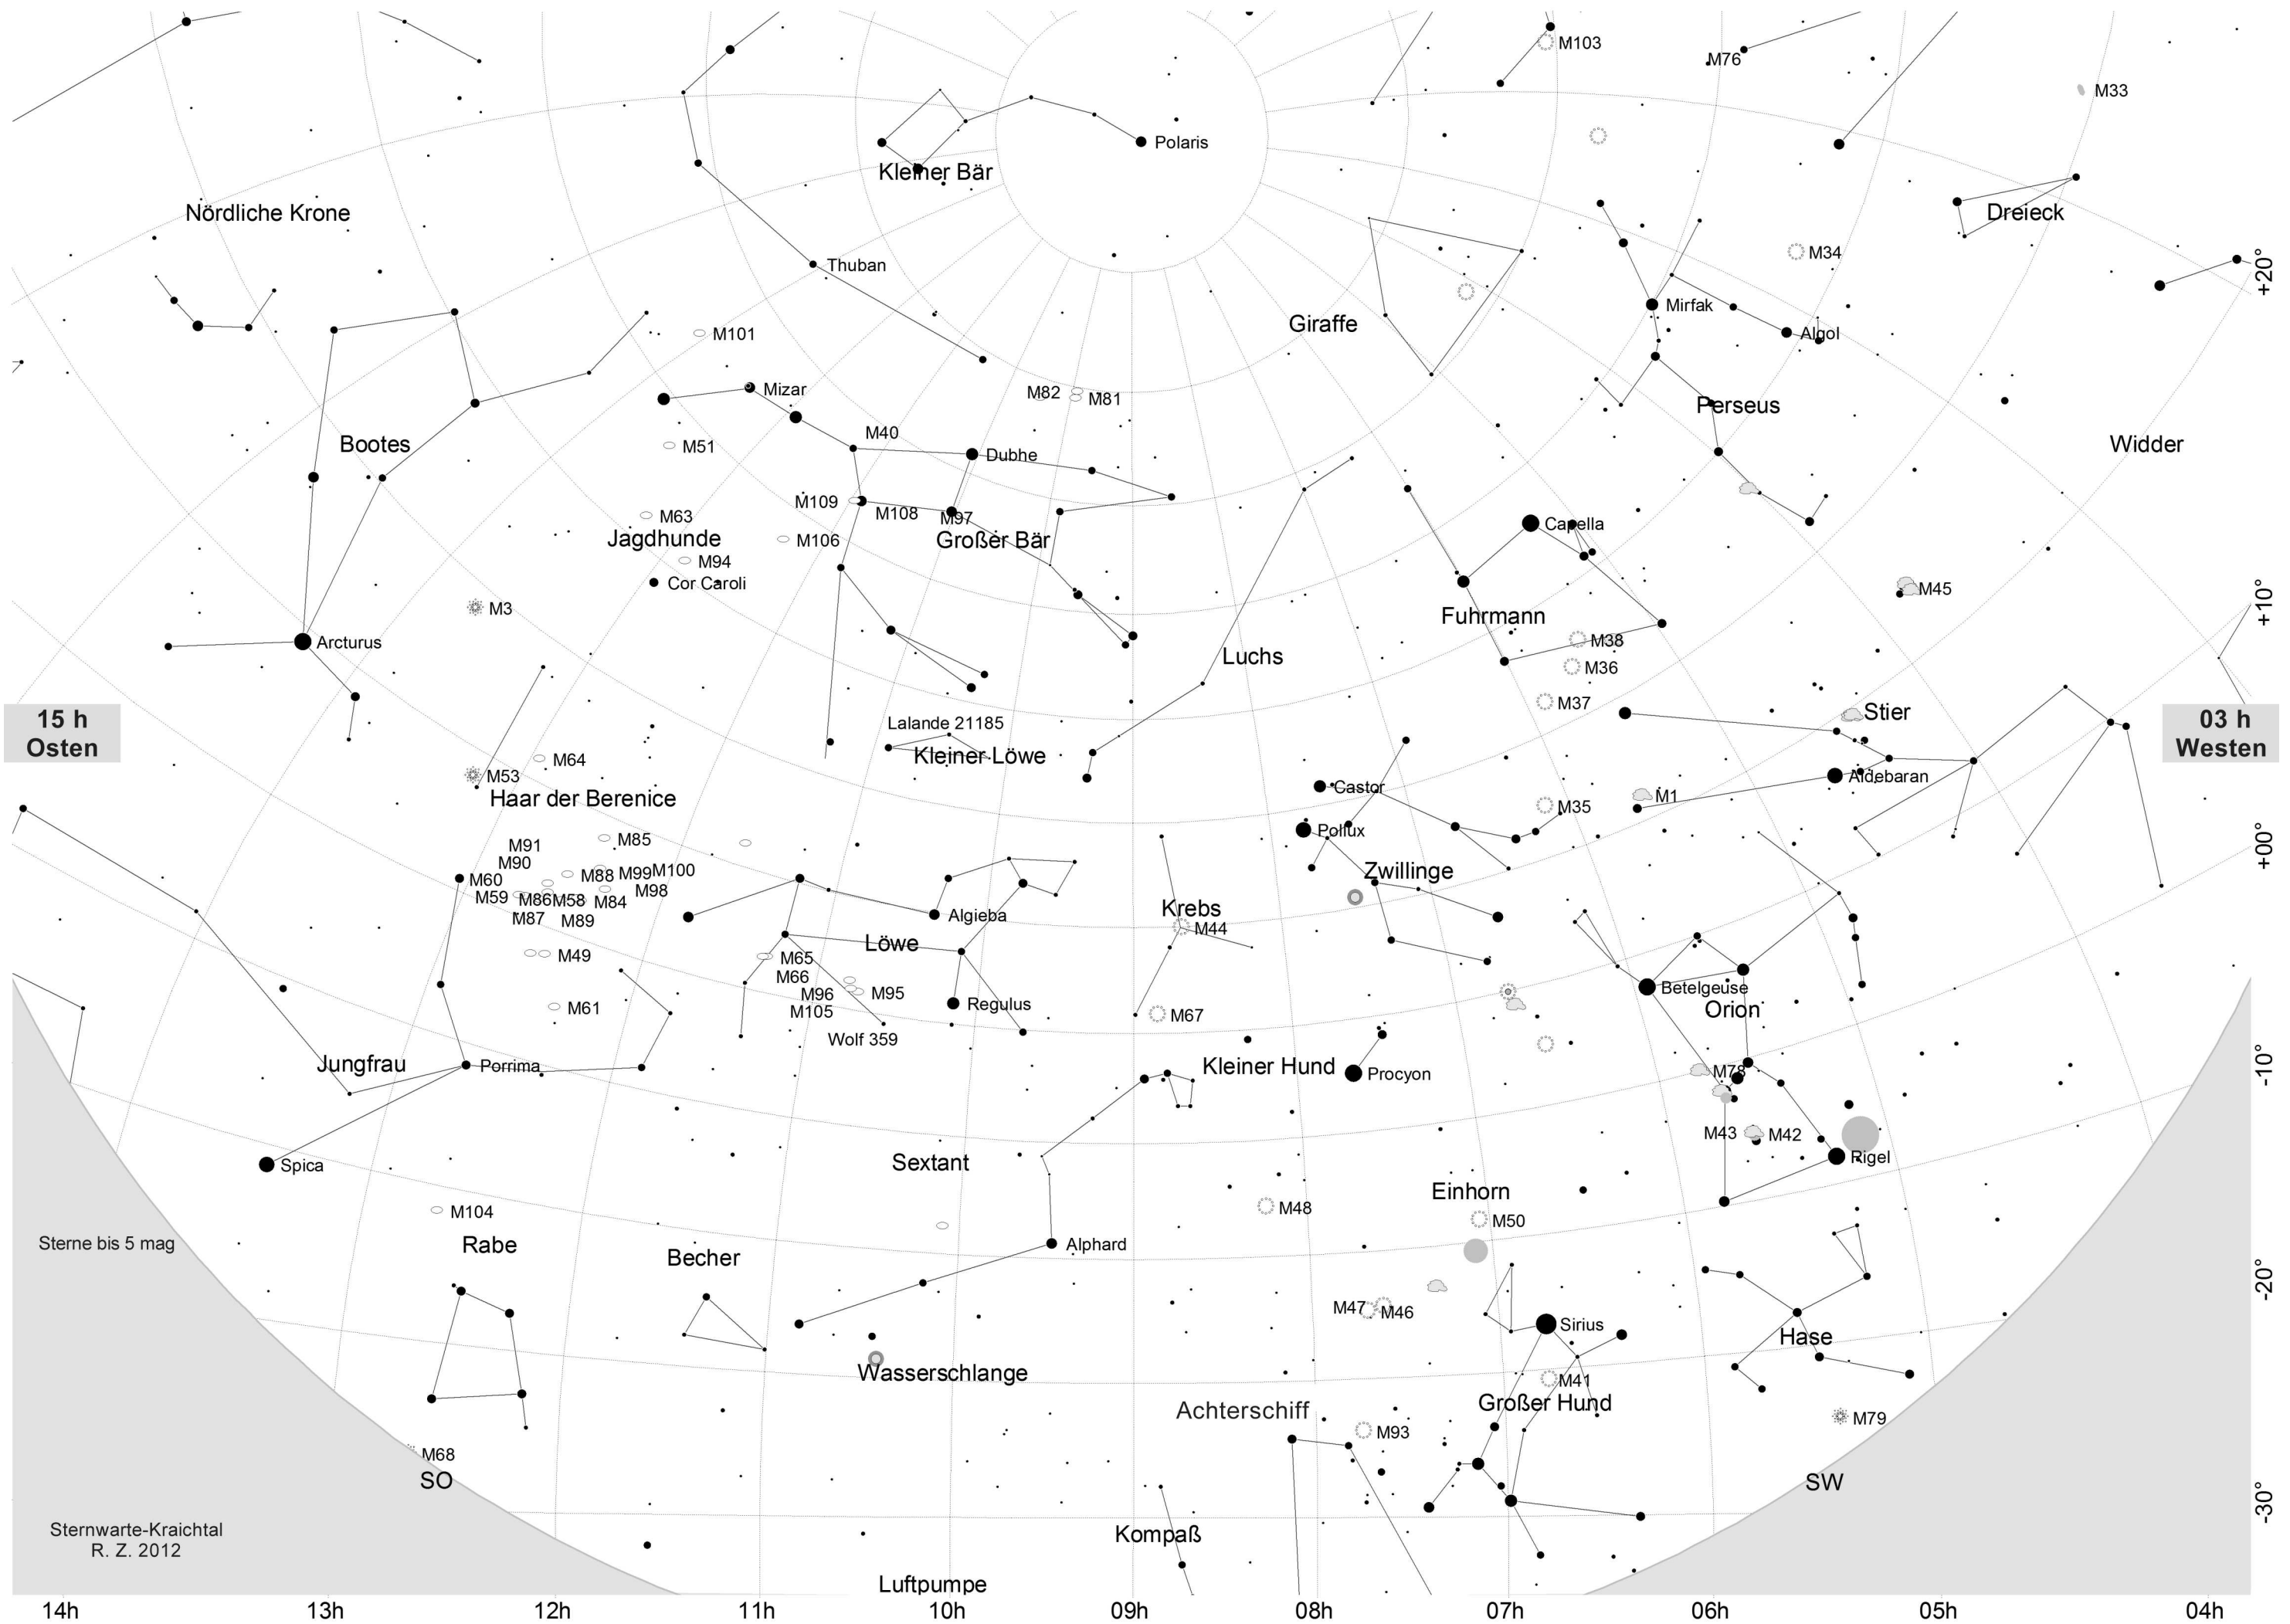 M103
M76
M33
Polaris
Kleiner Bär
Nördliche Krone
Dreieck
M34
Thuban
+20°
Mirfak
Giraffe
Algol
M101
Mizar
M82
M81
Perseus
M40
Bootes
M51
Dubhe
Widder
M109
M108
M97
M63
Capella
Jagdhunde
M106
Großer Bär
M94
Cor Caroli
M45
+10°
M3
Fuhrmann
Arcturus
M38
Luchs
M36
M37
15 h
Osten
Lalande 21185
Stier
03 h
Westen
Kleiner Löwe
M64
M53
Aldebaran
Castor
Haar der Berenice
M1
M35
Pollux
M85
M91
+00°
M90
M88
M99
M100
Zwillinge
M60
M98
M59
M86
M58
M84
M87
M89
Krebs
Algieba
M44
Löwe
M49
M65
M66
Betelgeuse
M96
M95
Regulus
M61
M105
M67
Orion
Wolf 359
Jungfrau
Porrima
Kleiner Hund
Procyon
M78
-10°
M43
M42
Sextant
Rigel
Spica
Einhorn
M104
M48
M50
Sterne bis 5 mag
Rabe
Becher
Alphard
-20°
M47
M46
Sirius
Hase
Wasserschlange
M41
Großer Hund
Achterschiff
M79
M93
M68
SO
SW
-30°
Sternwarte-Kraichtal
R. Z. 2012
Kompaß
Luftpumpe
14h
13h
12h
11h
10h
09h
08h
07h
06h
05h
04h